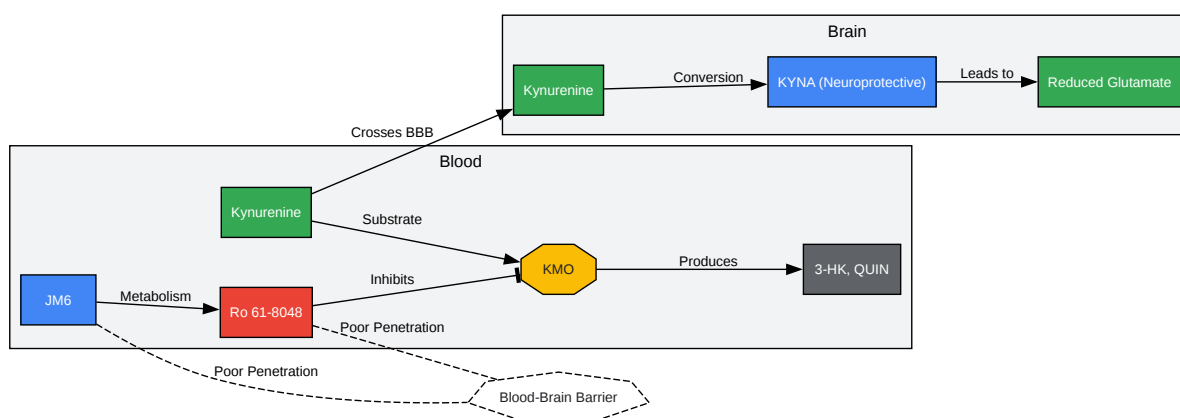 Brain
Kynurenine
Conversion
KYNA (Neuroprotective)
Leads to
Reduced Glutamate
Crosses BBB
Blood
Kynurenine
Substrate
KMO
Produces
3-HK, QUIN
JM6
Metabolism
Ro 61-8048
Inhibits
Poor Penetration
Poor Penetration
Blood-Brain Barrier